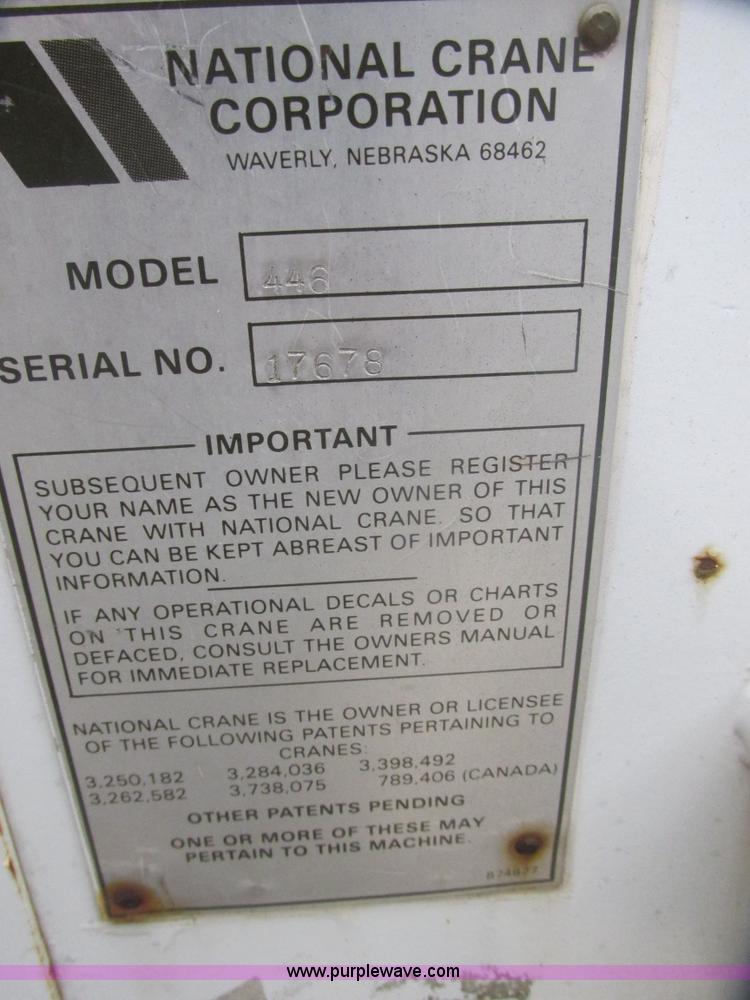 NATIONAL CRANE
CORPORATION
WAVERLY, NEBRASKA 68462
MODEL 446
SERIAL NO. 17678
IMPORTANT
SUBSEQUENT OWNER PLEASE REGISTER
YOUR NAME AS THE NEW OWNER OF THIS
CRANE WITH NATIONAL CRANE. SO THAT
YOU CAN BE KEPT ABREAST OF IMPORTANT
INFORMATION.
IF ANY OPERATIONAL DECALS OR CHARTS
ON THIS CRANE ARE REMOVED OR
DEFACED, CONSULT THE OWNERS MANUAL
FOR IMMEDIATE REPLACEMENT.
NATIONAL CRANE IS THE OWNER OR LICENSEE
OF THE FOLLOWING PATENTS PERTAINING TO
CRANES:
3,250,182 3,284,036 3,398,492
3,262,582 3,738,075 789,406 (CANADA)
OTHER PATENTS PENDING
ONE OR MORE OF THESE MAY
PERTAIN TO THIS MACHINE.
www.purplewave.com